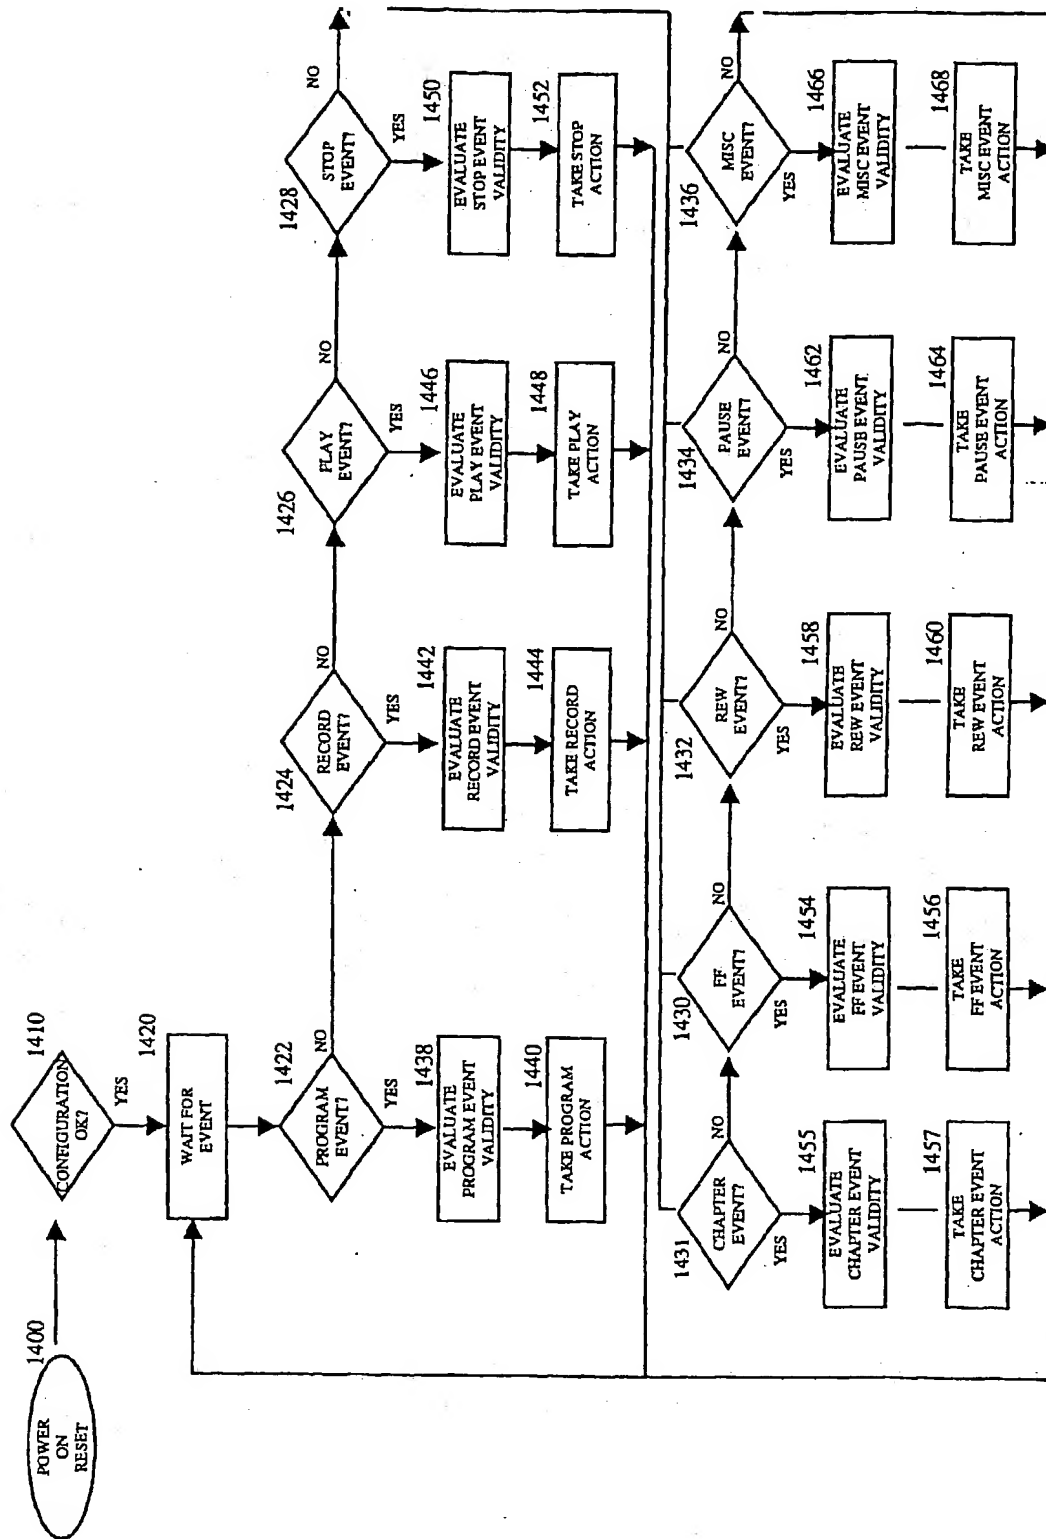 1400
POWER
ON
RESET
1410
CONFIGURATION
OK?
YES
1420
WAIT FOR
EVENT
1422
PROGRAM
EVENT?
NO
YES
1438
EVALUATE
PROGRAM EVENT
VALIDITY
1440
TAKE PROGRAM
ACTION
1424
RECORD
EVENT?
NO
YES
1442
EVALUATE
RECORD EVENT
VALIDITY
1444
TAKE RECORD
ACTION
1426
PLAY
EVENT?
NO
YES
1446
EVALUATE
PLAY EVENT
VALIDITY
1448
TAKE PLAY
ACTION
1428
STOP
EVENT?
NO
YES
1450
EVALUATE
STOP EVENT
VALIDITY
1452
TAKE STOP
ACTION
1431
CHAPTER
EVENT?
NO
YES
1455
EVALUATE
CHAPTER EVENT
VALIDITY
1457
TAKE
CHAPTER EVENT
ACTION
1430
FF
EVENT?
NO
YES
1454
EVALUATE
FF EVENT
VALIDITY
1456
TAKE
FF EVENT
ACTION
1432
REW
EVENT?
NO
YES
1458
EVALUATE
REW EVENT
VALIDITY
1460
TAKE
REW EVENT
ACTION
1434
PAUSE
EVENT?
NO
YES
1462
EVALUATE
PAUSE EVENT
VALIDITY
1464
TAKE
PAUSE EVENT
ACTION
1436
MISC
EVENT?
NO
YES
1466
EVALUATE
MISC EVENT
VALIDITY
1468
TAKE
MISC EVENT
ACTION